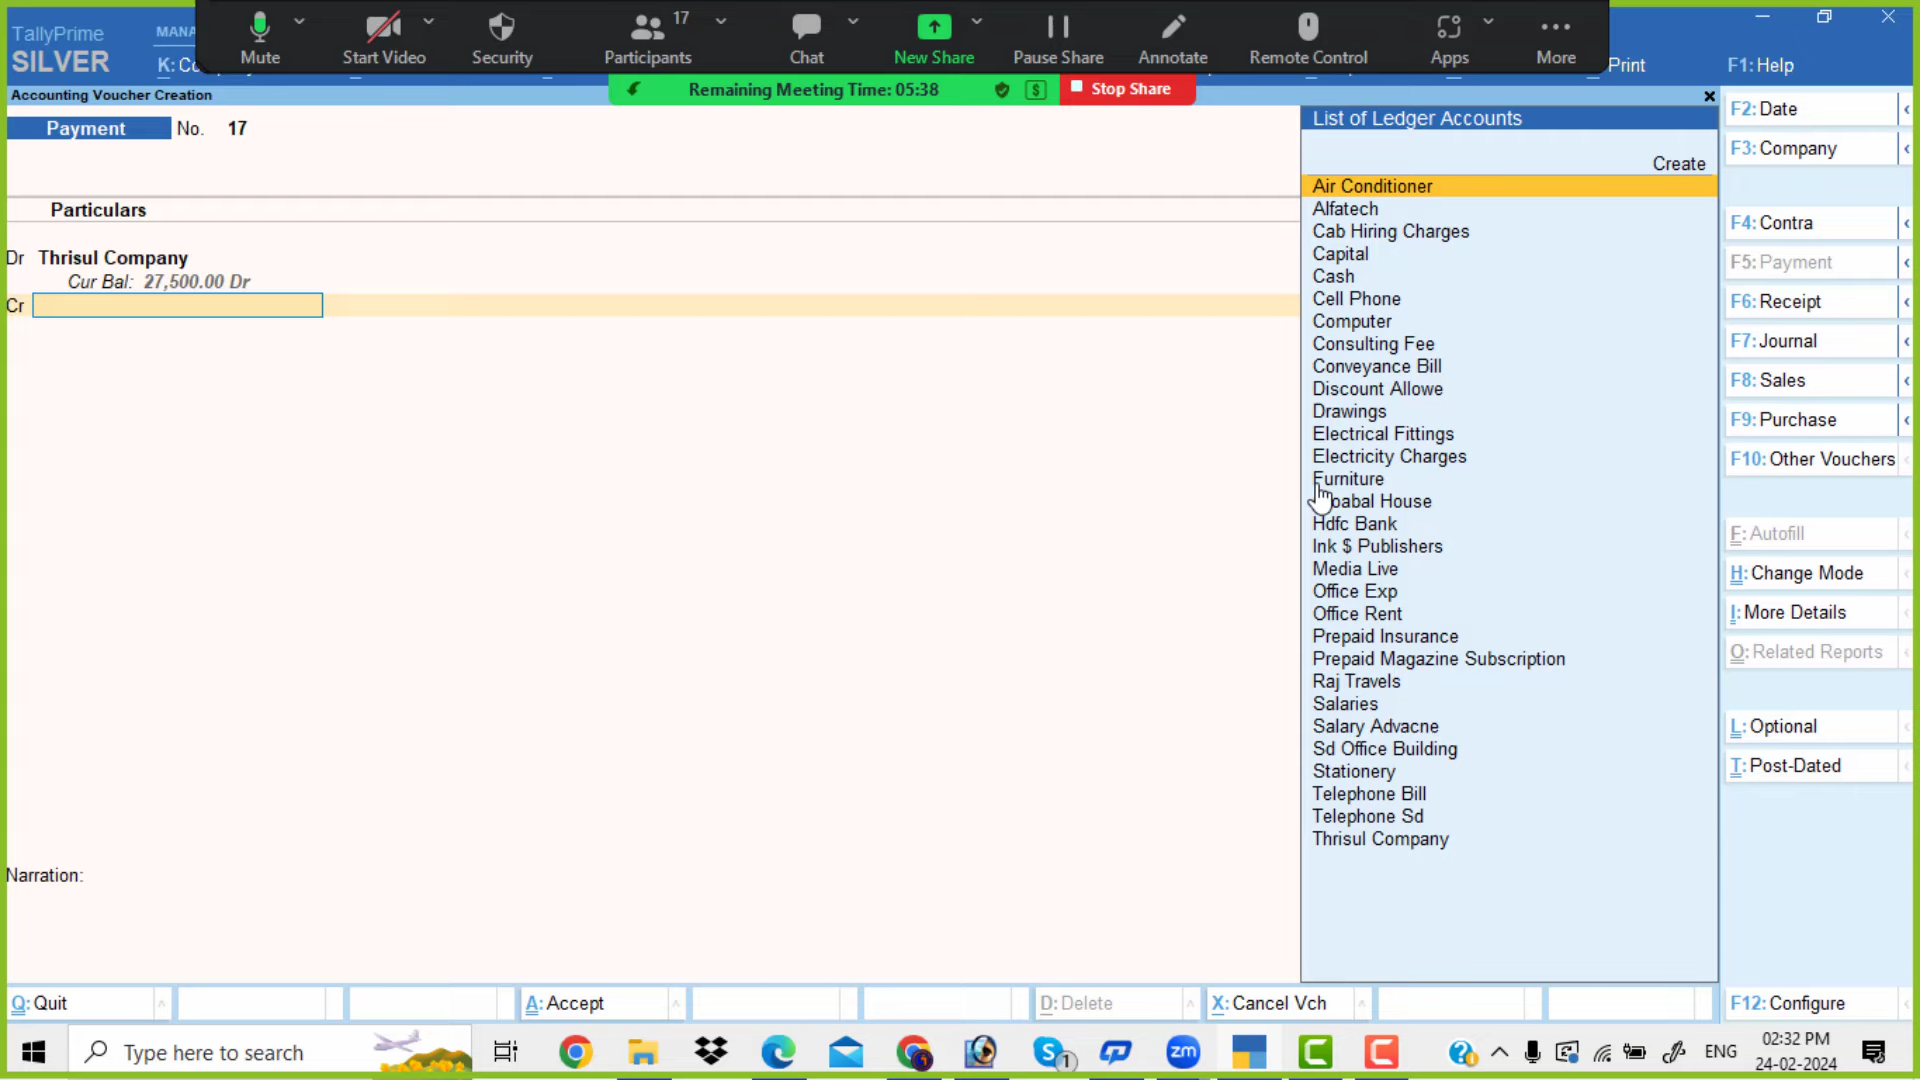 TallyPrime
SILVER
MANA
K: Co
Mute
Start Video
Security
Participants
17
Chat
New Share
Pause Share
Annotate
Remote Control
Apps
More
Print
F1: Help
Remaining Meeting Time: 05:38
Stop Share
Accounting Voucher Creation
Payment No. 17
Particulars
Dr Thrisul Company
Cur Bal: 27,500.00 Dr
Cr
Narration:
List of Ledger Accounts
Create
Air Conditioner
Alfatech
Cab Hiring Charges
Capital
Cash
Cell Phone
Computer
Consulting Fee
Conveyance Bill
Discount Allowe
Drawings
Electrical Fittings
Electricity Charges
Furniture
oabal House
Hdfc Bank
Ink $ Publishers
Media Live
Office Exp
Office Rent
Prepaid Insurance
Prepaid Magazine Subscription
Raj Travels
Salaries
Salary Advacne
Sd Office Building
Stationery
Telephone Bill
Telephone Sd
Thrisul Company
F2: Date
F3: Company
F4: Contra
F5: Payment
F6: Receipt
F7: Journal
F8: Sales
F9: Purchase
F10: Other Vouchers
F: Autofill
H: Change Mode
I: More Details
O: Related Reports
L: Optional
T: Post-Dated
F12: Configure
Q: Quit
A: Accept
D: Delete
X: Cancel Vch
Type here to search
1
zm
ENG
02:32 PM
24-02-2024